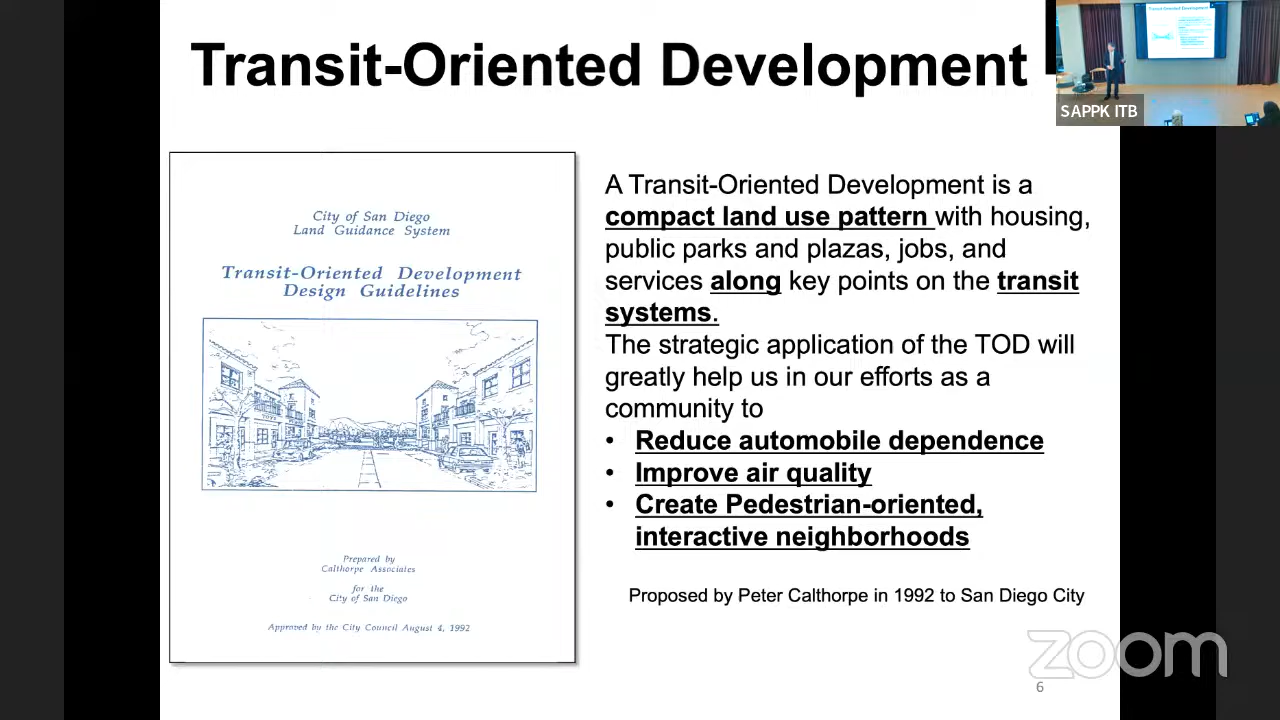 Transit-Oriented Development
Transit-Oriented Development
SAPPK ITB
City of San Diego
Land Guidance System
Transit-Oriented Development
Design Guidelines
Prepared by
Calthorpe Associates
for the
City of San Diego
Approved by the City Council August 4, 1992
A Transit-Oriented Development is a
compact land use pattern with housing,
public parks and plazas, jobs, and
services along key points on the transit
systems.
The strategic application of the TOD will
greatly help us in our efforts as a
community to
• Reduce automobile dependence
• Improve air quality
• Create Pedestrian-oriented,
interactive neighborhoods
Proposed by Peter Calthorpe in 1992 to San Diego City
zoom
6